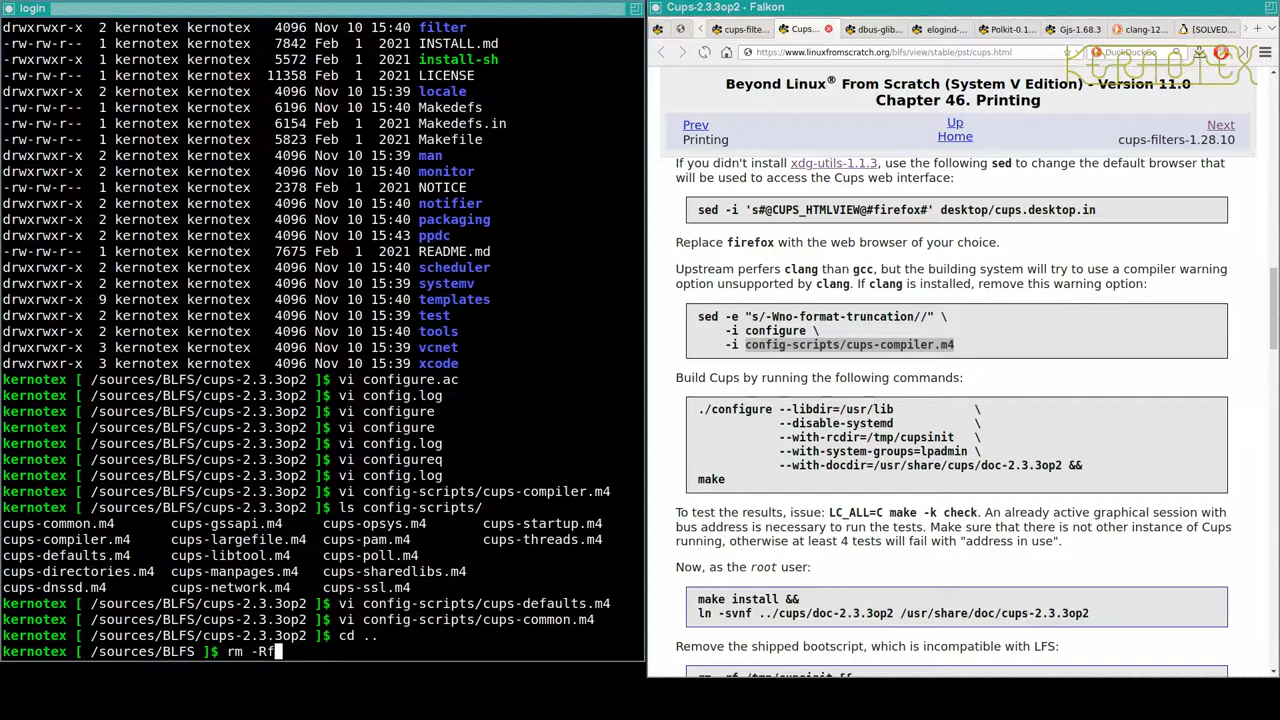 login
drwxrwxr-x  2 kernotex kernotex   4096 Nov 10 15:40 filter
-rw-rw-r--  1 kernotex kernotex   7842 Feb  1  2021 INSTALL.md
-rwxrwxr-x  1 kernotex kernotex   5572 Feb  1  2021 install-sh
-rw-rw-r--  1 kernotex kernotex  11358 Feb  1  2021 LICENSE
drwxrwxr-x  2 kernotex kernotex   4096 Nov 10 15:39 locale
-rw-rw-r--  1 kernotex kernotex   6196 Nov 10 15:40 Makedefs
-rw-rw-r--  1 kernotex kernotex   6154 Feb  1  2021 Makedefs.in
-rw-rw-r--  1 kernotex kernotex   5823 Feb  1  2021 Makefile
drwxrwxr-x  2 kernotex kernotex   4096 Nov 10 15:39 man
drwxrwxr-x  2 kernotex kernotex   4096 Nov 10 15:40 monitor
-rw-rw-r--  1 kernotex kernotex   2378 Feb  1  2021 NOTICE
drwxrwxr-x  2 kernotex kernotex   4096 Nov 10 15:40 notifier
drwxrwxr-x  2 kernotex kernotex   4096 Nov 10 15:40 packaging
drwxrwxr-x  2 kernotex kernotex   4096 Nov 10 15:43 ppdc
-rw-rw-r--  1 kernotex kernotex   7675 Feb  1  2021 README.md
drwxrwxr-x  2 kernotex kernotex   4096 Nov 10 15:40 scheduler
drwxrwxr-x  2 kernotex kernotex   4096 Nov 10 15:40 systemv
drwxrwxr-x  9 kernotex kernotex   4096 Nov 10 15:40 templates
drwxrwxr-x  2 kernotex kernotex   4096 Nov 10 15:40 test
drwxrwxr-x  2 kernotex kernotex   4096 Nov 10 15:40 tools
drwxrwxr-x  3 kernotex kernotex   4096 Nov 10 15:39 vcnet
drwxrwxr-x  3 kernotex kernotex   4096 Nov 10 15:39 xcode
kernotex [ /sources/BLFS/cups-2.3.3op2 ]$ vi configure.ac
kernotex [ /sources/BLFS/cups-2.3.3op2 ]$ vi config.log
kernotex [ /sources/BLFS/cups-2.3.3op2 ]$ vi configure
kernotex [ /sources/BLFS/cups-2.3.3op2 ]$ vi configure
kernotex [ /sources/BLFS/cups-2.3.3op2 ]$ vi config.log
kernotex [ /sources/BLFS/cups-2.3.3op2 ]$ vi configureq
kernotex [ /sources/BLFS/cups-2.3.3op2 ]$ vi config.log
kernotex [ /sources/BLFS/cups-2.3.3op2 ]$ vi config-scripts/cups-compiler.m4
kernotex [ /sources/BLFS/cups-2.3.3op2 ]$ ls config-scripts/
cups-common.m4       cups-gssapi.m4     cups-opsys.m4       cups-startup.m4
cups-compiler.m4     cups-largefile.m4  cups-pam.m4         cups-threads.m4
cups-defaults.m4     cups-libtool.m4    cups-poll.m4
cups-directories.m4  cups-manpages.m4   cups-sharedlibs.m4
cups-dnssd.m4        cups-network.m4    cups-ssl.m4
kernotex [ /sources/BLFS/cups-2.3.3op2 ]$ vi config-scripts/cups-defaults.m4
kernotex [ /sources/BLFS/cups-2.3.3op2 ]$ vi config-scripts/cups-common.m4
kernotex [ /sources/BLFS/cups-2.3.3op2 ]$ cd ..
kernotex [ /sources/BLFS ]$ rm -Rf
Cups-2.3.3op2 - Falkon
cups-filte... Cups... dbus-glib... elogind-... Polkit-0.1... Gjs-1.68.3 clang-12... [SOLVED...
https://www.linuxfromscratch.org/blfs/view/stable/pst/cups.html DuckDuckGo
KERNOTEX
Beyond Linux® From Scratch (System V Edition) - Version 11.0
Chapter 46. Printing
Prev Up Next
Printing Home cups-filters-1.28.10
If you didn't install xdg-utils-1.1.3, use the following sed to change the default browser that
will be used to access the Cups web interface:
sed -i 's#@CUPS_HTMLVIEW@#firefox#' desktop/cups.desktop.in
Replace firefox with the web browser of your choice.
Upstream perfers clang than gcc, but the building system will try to use a compiler warning
option unsupported by clang. If clang is installed, remove this warning option:
sed -e "s/-Wno-format-truncation//" \
-i configure \
-i config-scripts/cups-compiler.m4
Build Cups by running the following commands:
./configure --libdir=/usr/lib            \
--disable-systemd            \
--with-rcdir=/tmp/cupsinit   \
--with-system-groups=lpadmin \
--with-docdir=/usr/share/cups/doc-2.3.3op2 &&
make
To test the results, issue: LC_ALL=C make -k check. An already active graphical session with
bus address is necessary to run the tests. Make sure that there is not other instance of Cups
running, otherwise at least 4 tests will fail with "address in use".
Now, as the root user:
make install &&
ln -svnf ../cups/doc-2.3.3op2 /usr/share/doc/cups-2.3.3op2
Remove the shipped bootscript, which is incompatible with LFS:
rm -rf /tmp/cupsinit &&